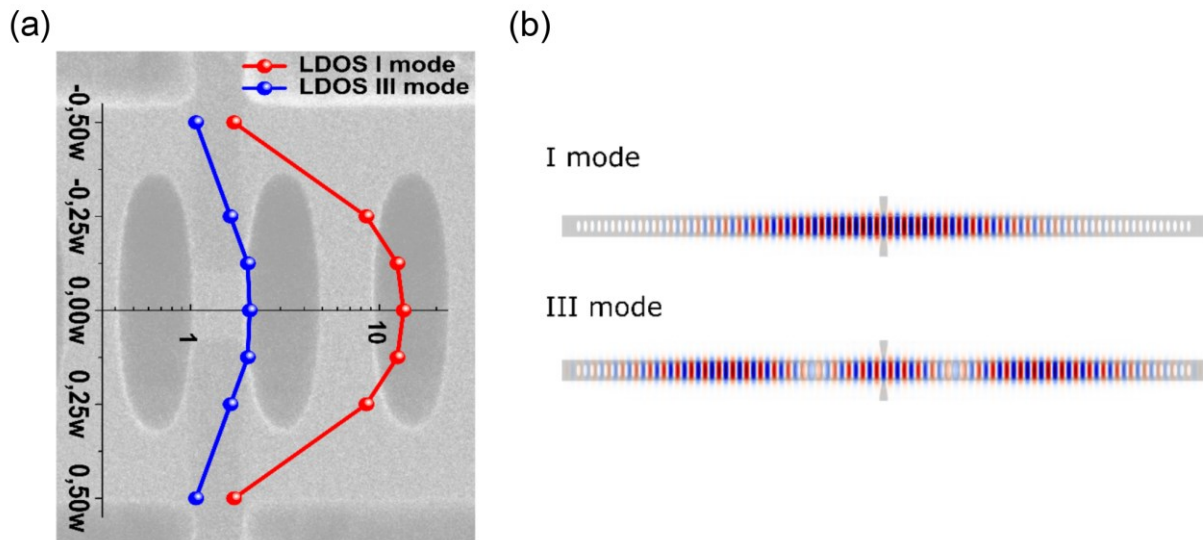 (a)
(b)
LDOS I mode
LDOS III mode
-0,50w
-0,25w
0,00w
0,25w
0,50w
1
10
I mode
III mode